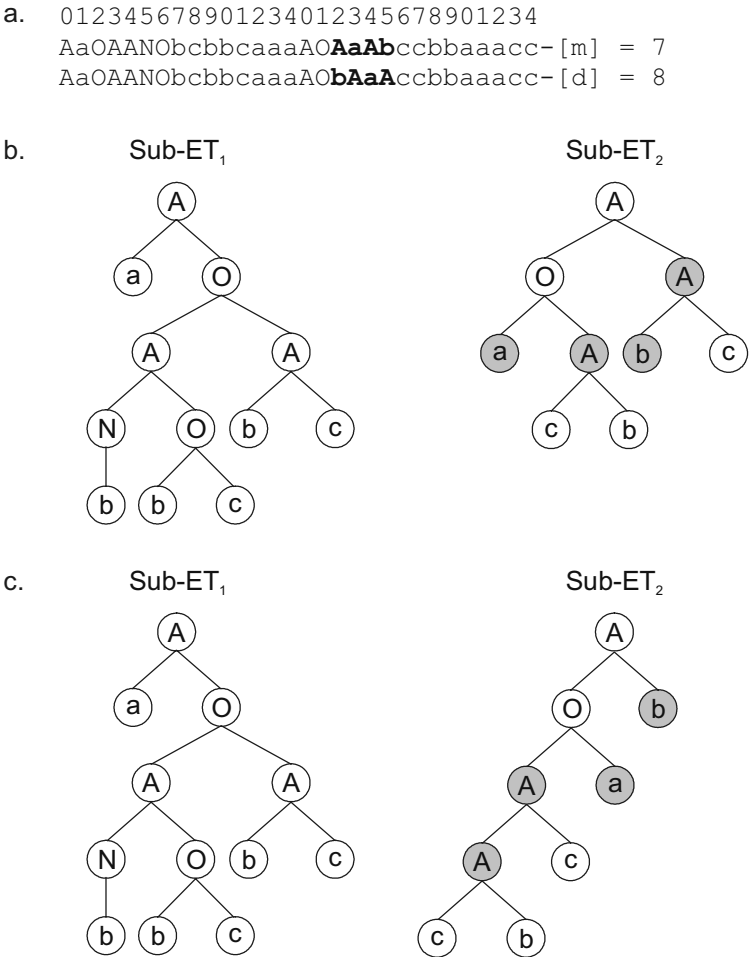 a. 012345678901234012345678901234
AaOAANObcbbcaaaAOAaAbccbbaaacc-[m] = 7
AaOAANObcbbcaaaAObAaAccbbaaacc-[d] = 8
b. Sub-ET₁ Sub-ET₂
A A
a O O A
A A a A b c
N O b c c b
b b c
c. Sub-ET₁ Sub-ET₂
A A
a O O b
A A A a
N O b c A c
b b c c b